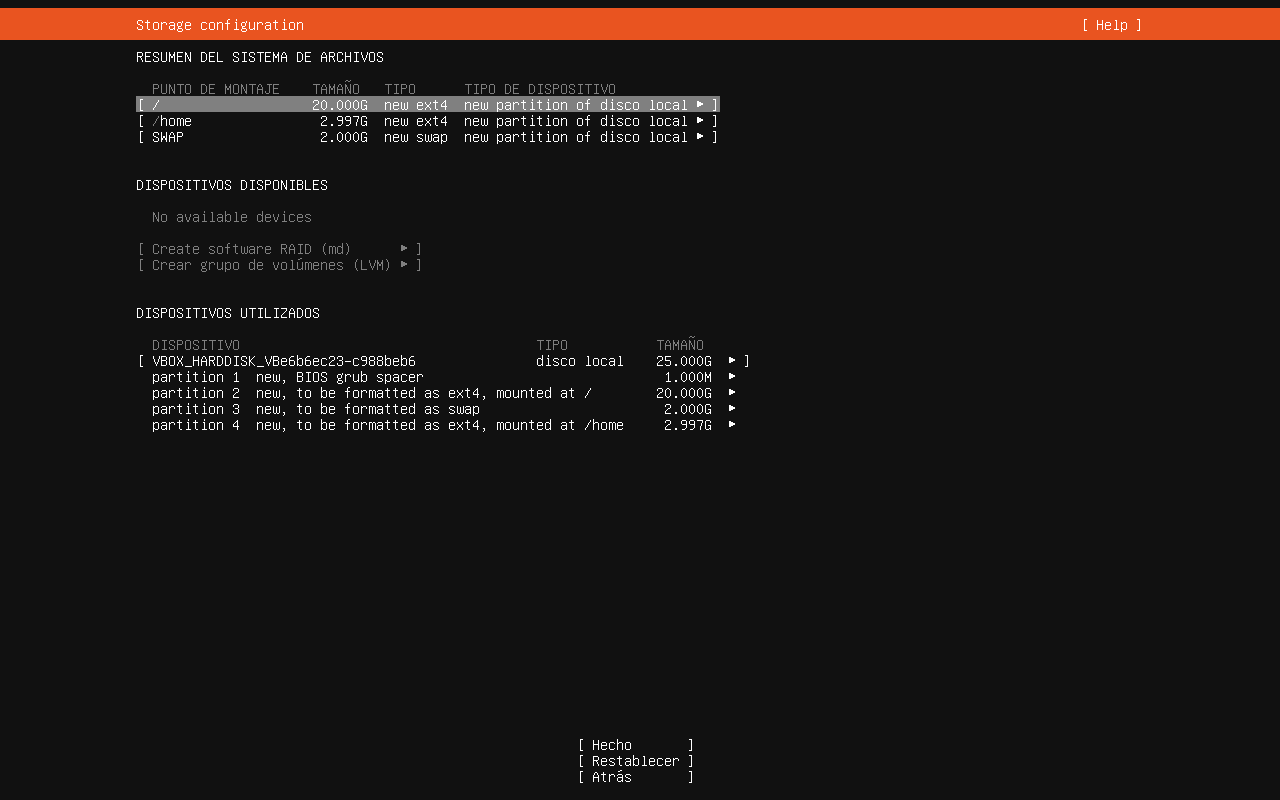 Storage configuration [ Help ]
RESUMEN DEL SISTEMA DE ARCHIVOS
PUNTO DE MONTAJE TAMAÑO TIPO TIPO DE DISPOSITIVO
[ / 20.000G new ext4 new partition of disco local ▸ ]
[ /home 2.997G new ext4 new partition of disco local ▸ ]
[ SWAP 2.000G new swap new partition of disco local ▸ ]
DISPOSITIVOS DISPONIBLES
No available devices
[ Create software RAID (md) ▸ ]
[ Crear grupo de volúmenes (LVM) ▸ ]
DISPOSITIVOS UTILIZADOS
DISPOSITIVO TIPO TAMAÑO
[ VBOX_HARDDISK_VBe6b6ec23-c988beb6 disco local 25.000G ▸ ]
partition 1 new, BIOS grub spacer 1.000M ▸
partition 2 new, to be formatted as ext4, mounted at / 20.000G ▸
partition 3 new, to be formatted as swap 2.000G ▸
partition 4 new, to be formatted as ext4, mounted at /home 2.997G ▸
[ Hecho ]
[ Restablecer ]
[ Atrás ]